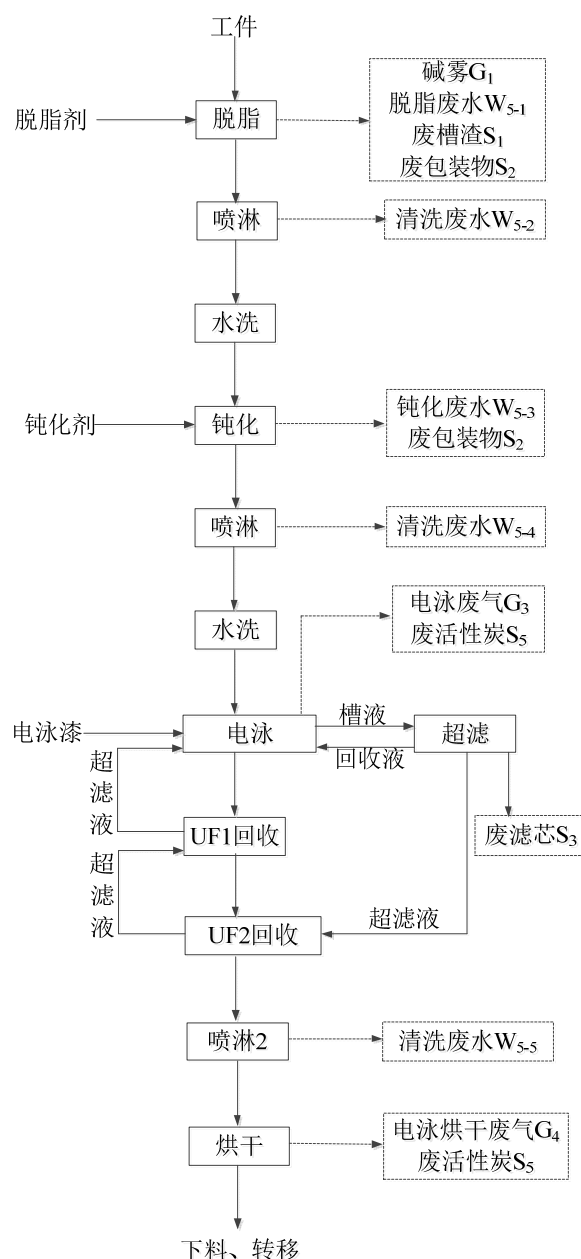 工件
脱脂剂
脱脂
碱雾G1
脱脂废水W5-1
废槽渣S1
废包装物S2
喷淋
清洗废水W5-2
水洗
钝化剂
钝化
钝化废水W5-3
废包装物S2
喷淋
清洗废水W5-4
水洗
电泳废气G3
废活性炭S5
电泳漆
电泳
槽液
回收液
超滤
超滤液
UF1回收
废滤芯S3
超滤液
UF2回收
超滤液
喷淋2
清洗废水W5-5
烘干
电泳烘干废气G4
废活性炭S5
下料、转移